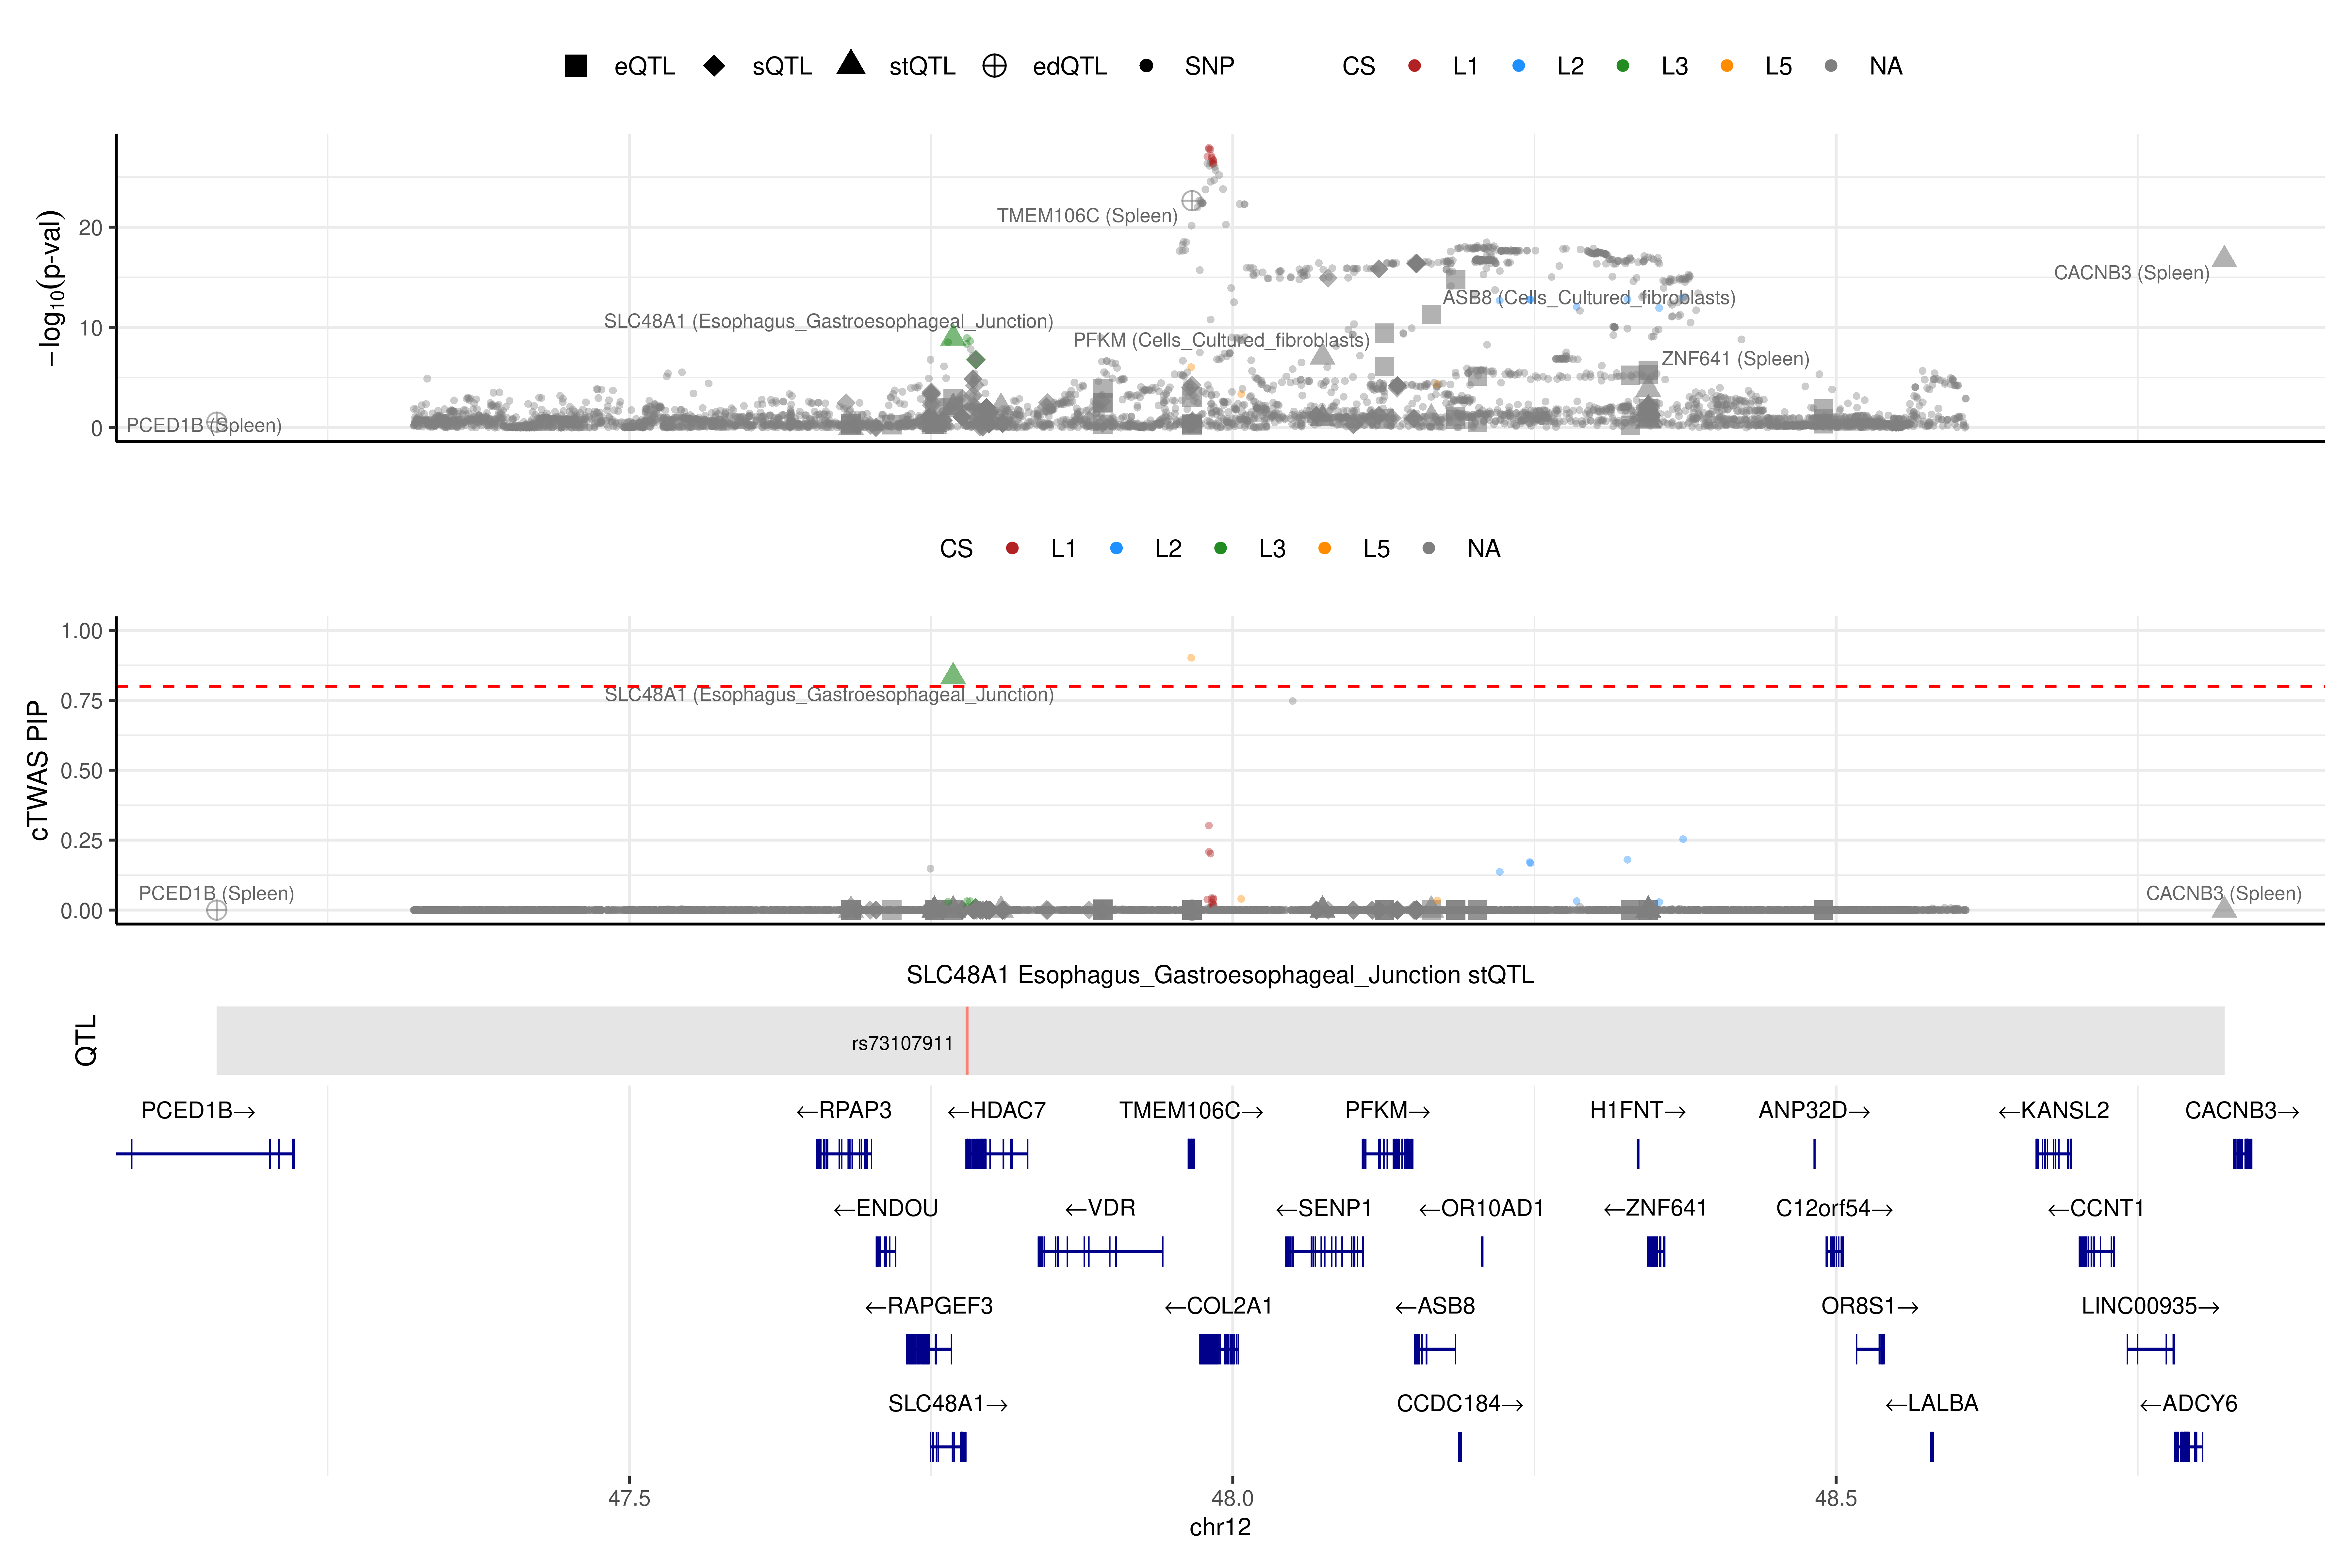 eQTL sQTL stQTL edQTL SNP CS L1 L2 L3 L5 NA
−log10(p-val)
20
10
0
TMEM106C (Spleen)
CACNB3 (Spleen)
ASB8 (Cells_Cultured_fibroblasts)
SLC48A1 (Esophagus_Gastroesophageal_Junction)
PFKM (Cells_Cultured_fibroblasts)
ZNF641 (Spleen)
PCED1B (Spleen)
CS L1 L2 L3 L5 NA
cTWAS PIP
1.00
0.75
0.50
0.25
0.00
SLC48A1 (Esophagus_Gastroesophageal_Junction)
PCED1B (Spleen)
CACNB3 (Spleen)
SLC48A1 Esophagus_Gastroesophageal_Junction stQTL
QTL
rs73107911
PCED1B→ ←RPAP3 ←HDAC7 TMEM106C→ PFKM→ H1FNT→ ANP32D→ ←KANSL2 CACNB3→
←ENDOU ←VDR ←SENP1 ←OR10AD1 ←ZNF641 C12orf54→ ←CCNT1
←RAPGEF3 ←COL2A1 ←ASB8 OR8S1→ LINC00935→
SLC48A1→ CCDC184→ ←LALBA ←ADCY6
47.5 48.0 48.5
chr12